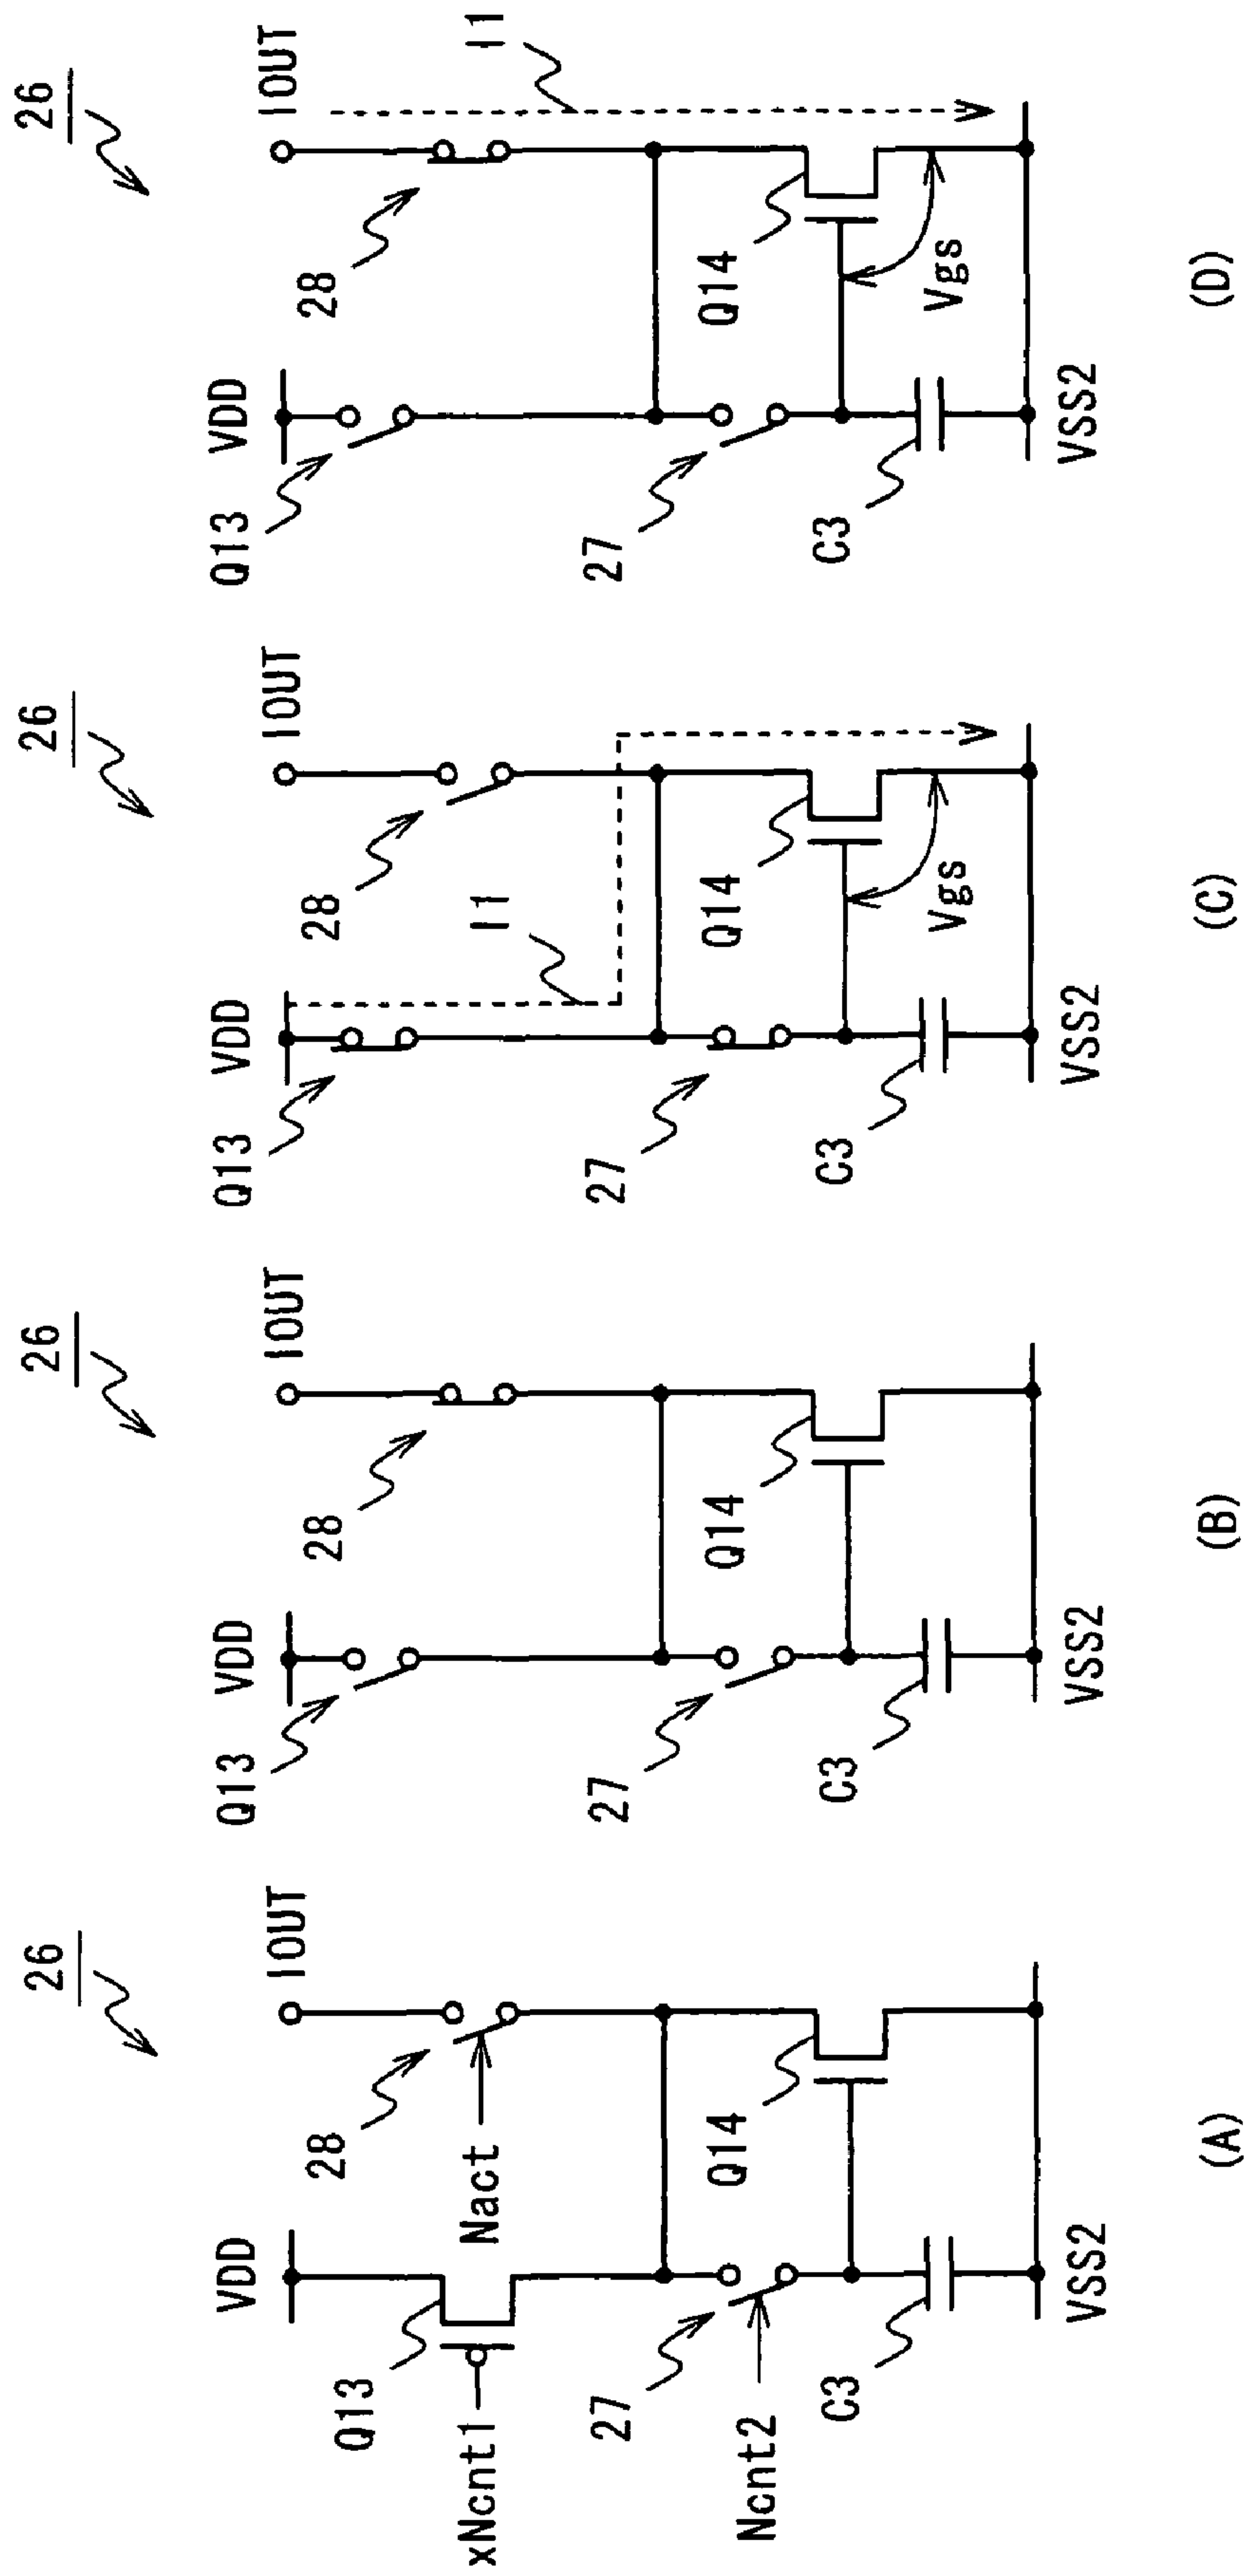 26
VDD
IOUT
28
Nact
Q13
xNcnt1
27
Ncnt2
Q14
C3
VSS2
(A)
26
VDD
IOUT
Q13
28
27
Q14
C3
VSS2
(B)
26
VDD
IOUT
Q13
28
I1
27
Q14
Vgs
C3
VSS2
(C)
26
VDD
IOUT
I1
Q13
28
27
Q14
Vgs
C3
VSS2
(D)